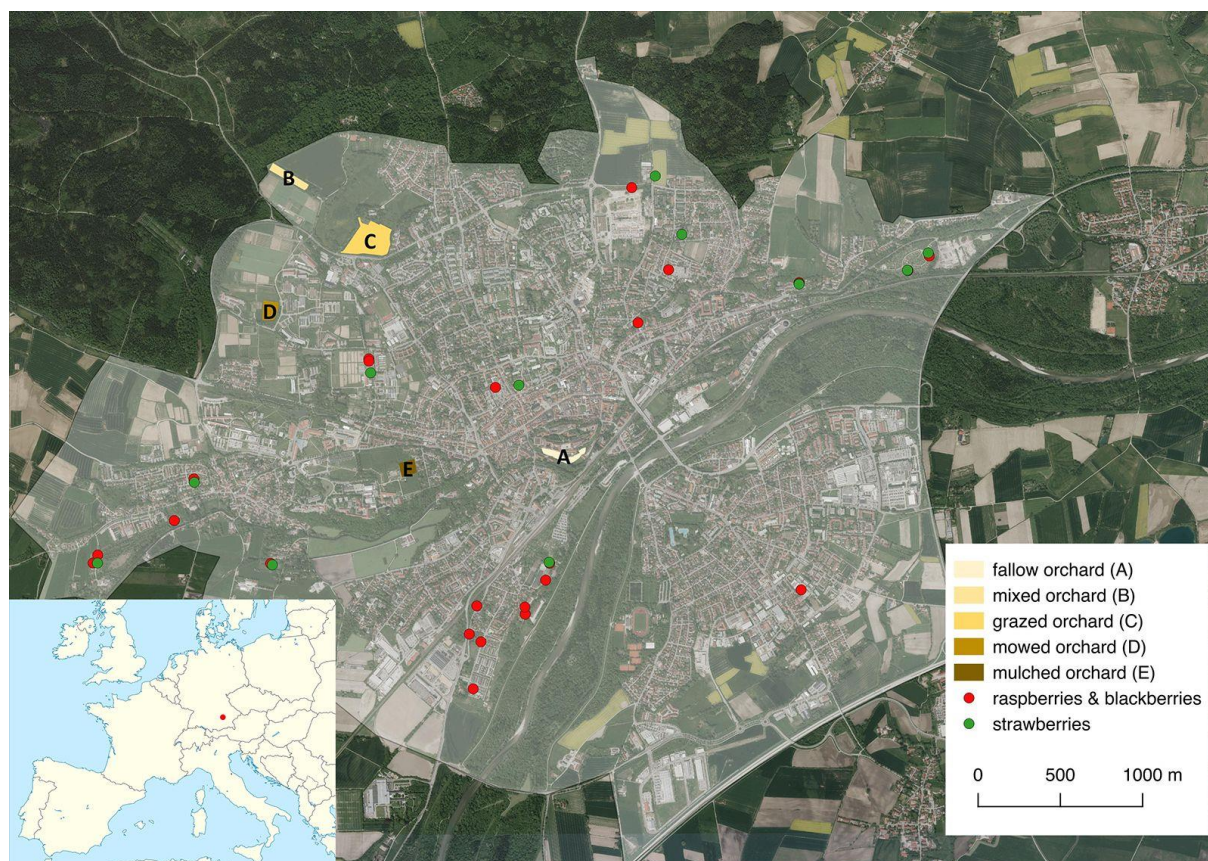 B
C
D
E
A
fallow orchard (A)
mixed orchard (B)
grazed orchard (C)
mowed orchard (D)
mulched orchard (E)
raspberries & blackberries
strawberries
0 500 1000 m